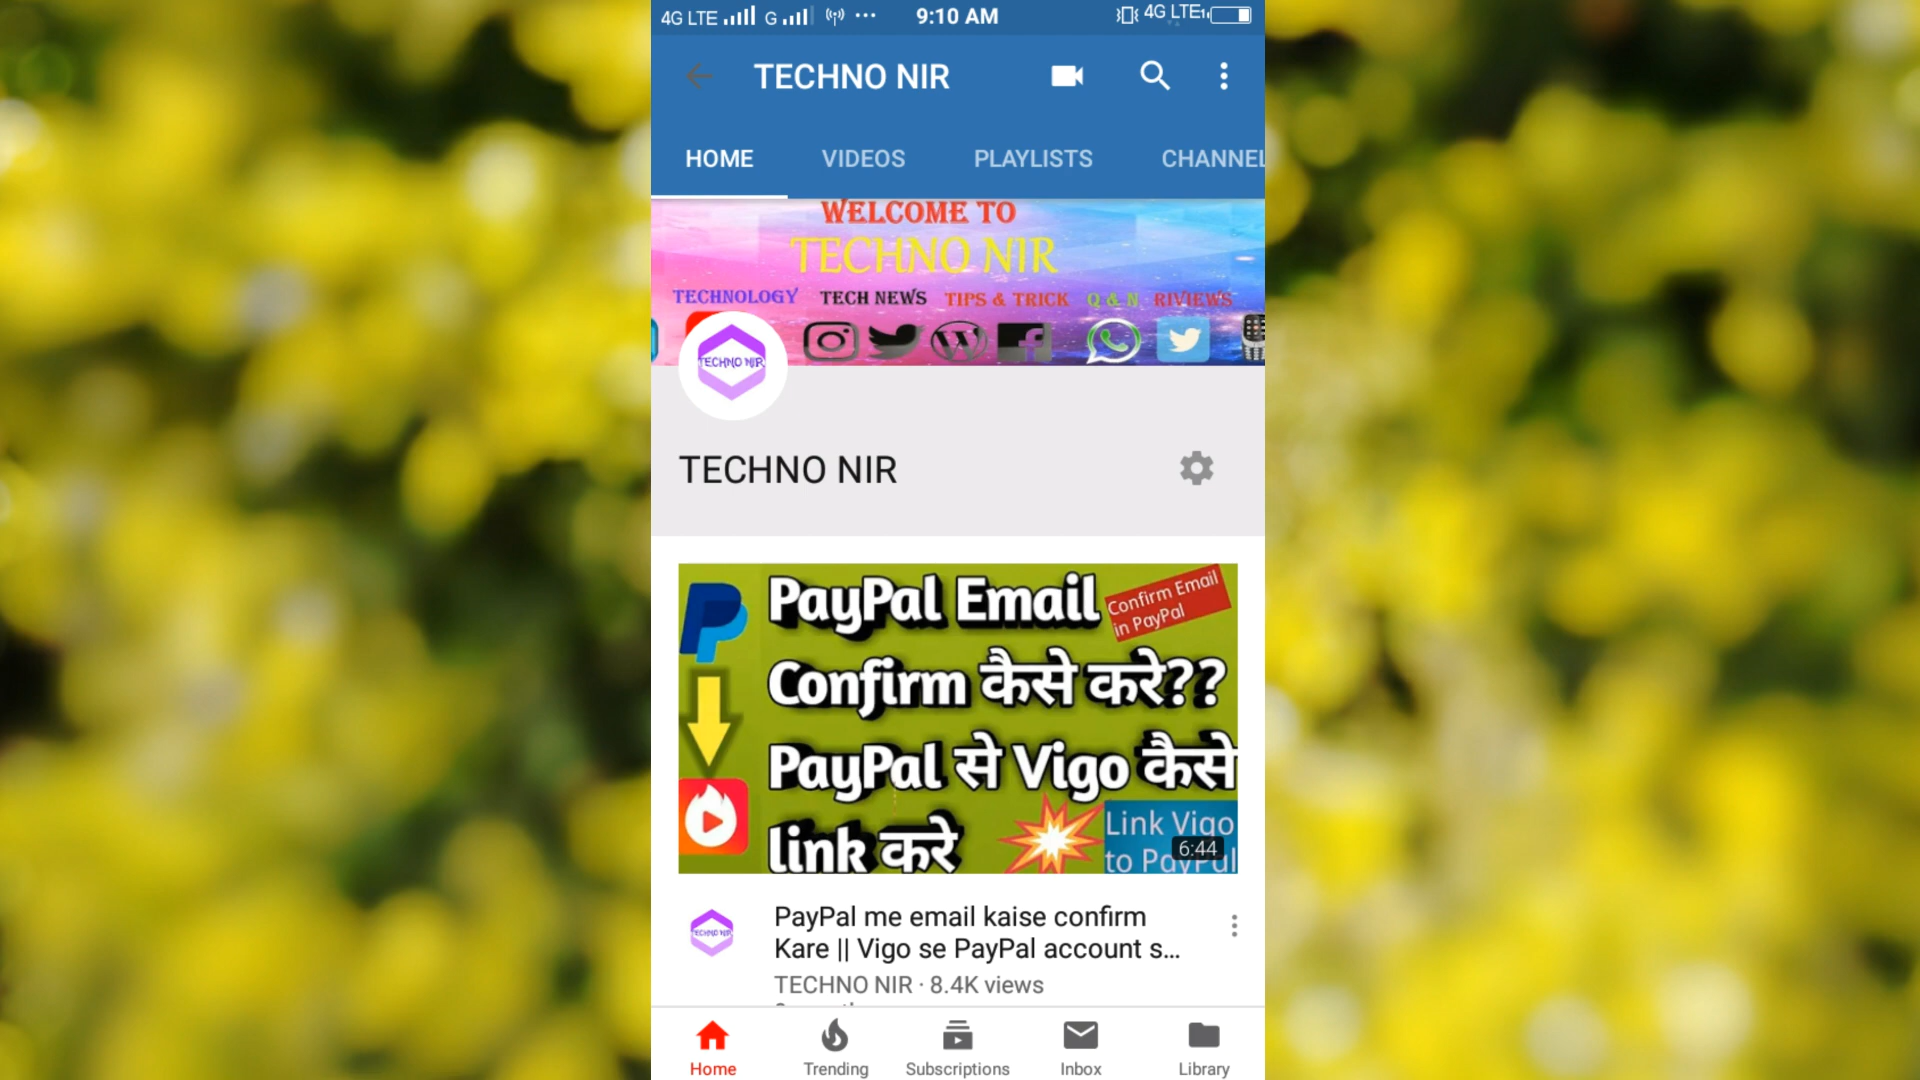 4G LTE G 9:10 AM 4G LTE
TECHNO NIR
HOME VIDEOS PLAYLISTS CHANNEL
WELCOME TO
TECHNO NIR
TECHNOLOGY TECH NEWS TIPS & TRICK Q & N RIVIEWS
TECHNO NIR
TECHNO NIR
PayPal Email
Confirm Email
in PayPal
Confirm कैसे करे??
PayPal से Vigo कैसे
link करे
Link Vigo
to PayPal
6:44
TECHNO NIR
PayPal me email kaise confirm
Kare || Vigo se PayPal account s...
TECHNO NIR · 8.4K views
Home Trending Subscriptions Inbox Library